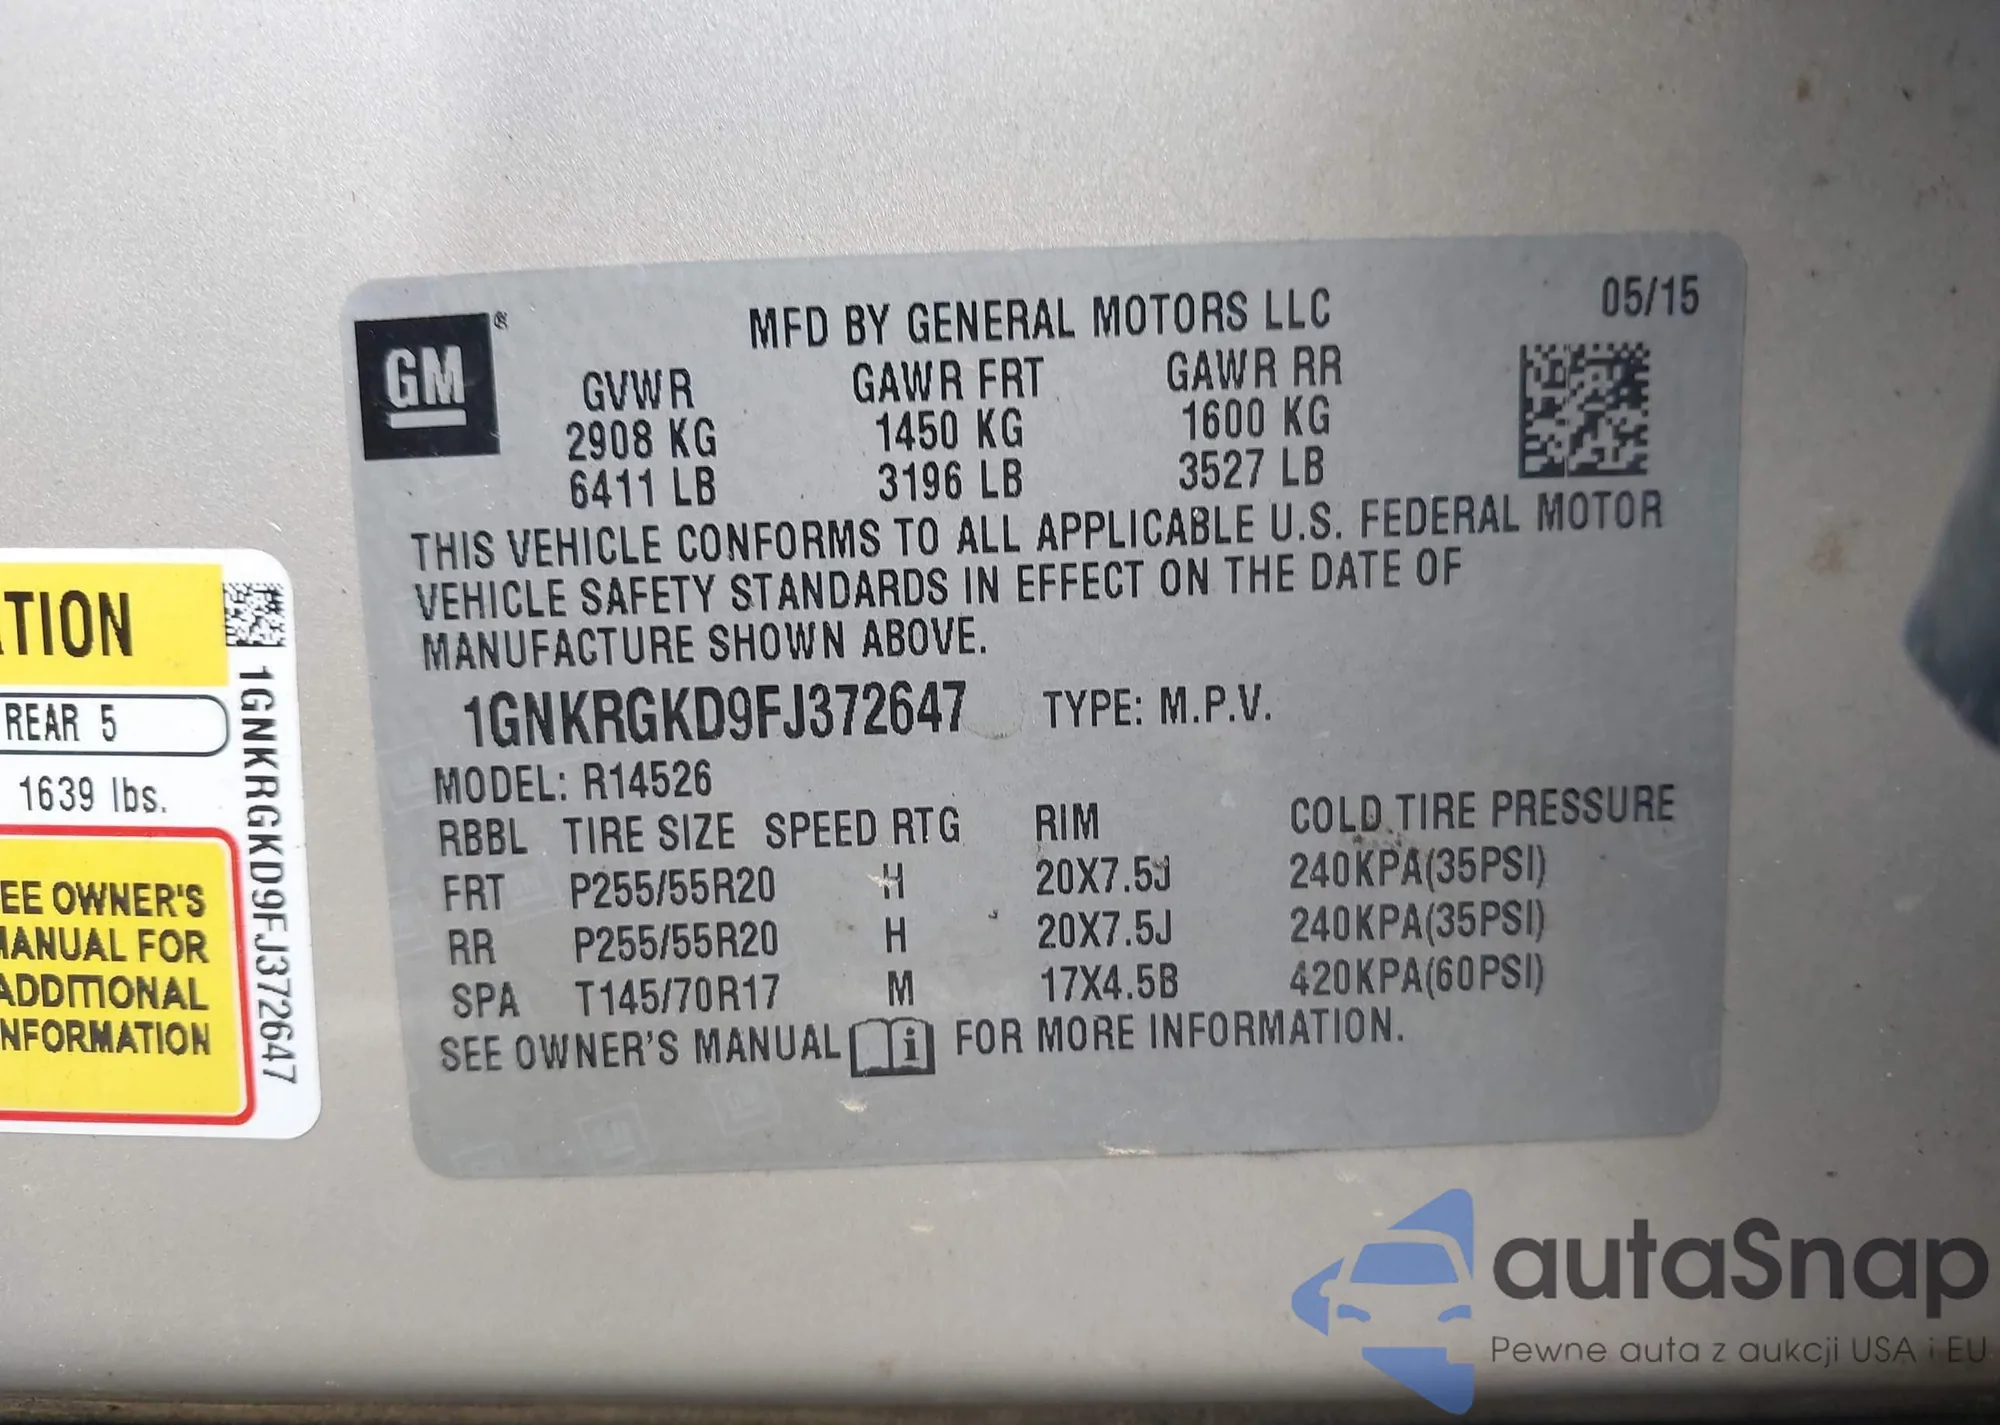 GM®
MFD BY GENERAL MOTORS LLC
05/15
GVWR GAWR FRT GAWR RR
2908 KG 1450 KG 1600 KG
6411 LB 3196 LB 3527 LB
THIS VEHICLE CONFORMS TO ALL APPLICABLE U.S. FEDERAL MOTOR
VEHICLE SAFETY STANDARDS IN EFFECT ON THE DATE OF
MANUFACTURE SHOWN ABOVE.
1GNKRGKD9FJ372647 TYPE: M.P.V.
MODEL: R14526
RBBL TIRE SIZE SPEED RTG RIM COLD TIRE PRESSURE
FRT P255/55R20 H 20X7.5J 240KPA(35PSI)
RR P255/55R20 H 20X7.5J 240KPA(35PSI)
SPA T145/70R17 M 17X4.5B 420KPA(60PSI)
SEE OWNER'S MANUAL i FOR MORE INFORMATION.
TION
REAR 5
1639 lbs.
EE OWNER'S
MANUAL FOR
ADDITIONAL
NFORMATION
1GNKRGKD9FJ372647
autaSnap
Pewne auta z aukcji USA i EU